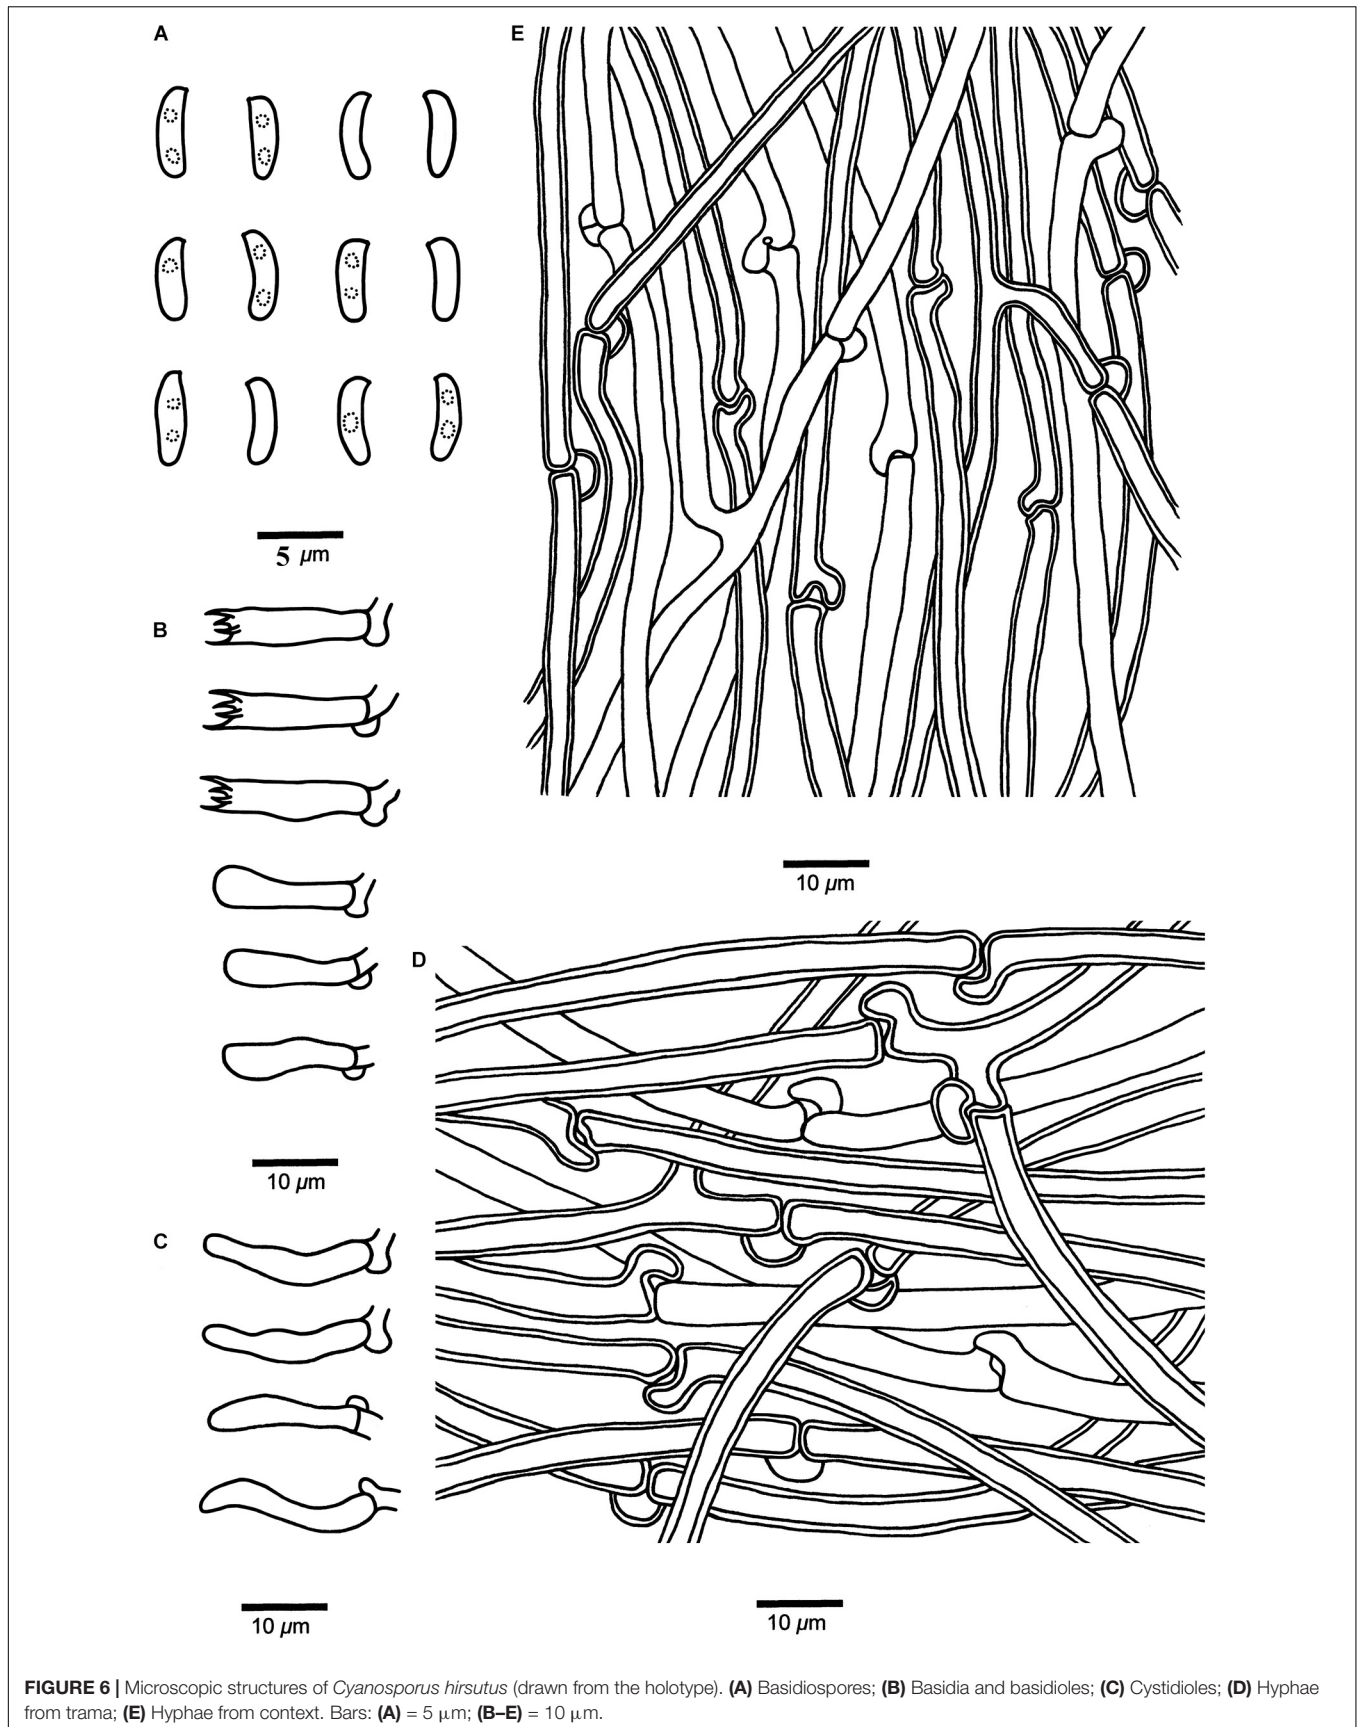 A
E
5 µm
B
10 µm
D
10 µm
C
10 µm
10 µm
FIGURE 6 | Microscopic structures of Cyanosporus hirsutus (drawn from the holotype). (A) Basidiospores; (B) Basidia and basidioles; (C) Cystidioles; (D) Hyphae
from trama; (E) Hyphae from context. Bars: (A) = 5 µm; (B–E) = 10 µm.